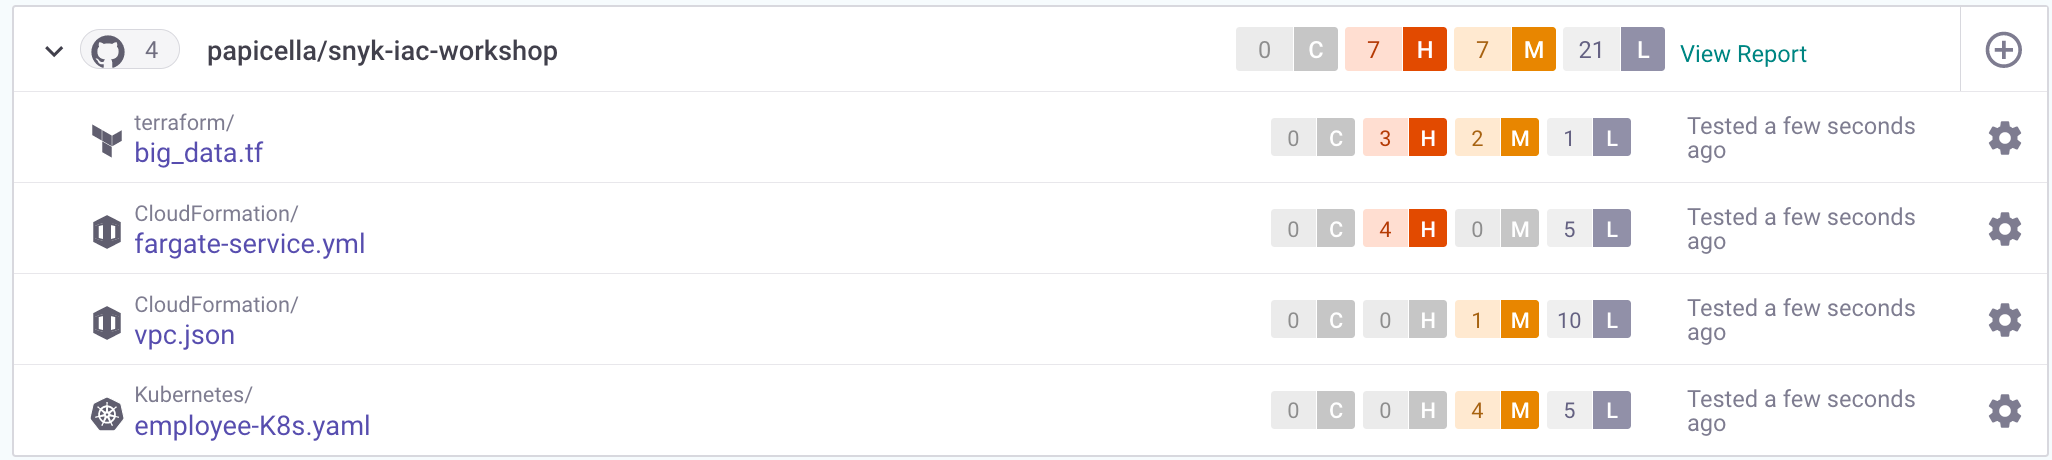 4 papicella/snyk-iac-workshop 0 C 7 H 7 M 21 L View Report
terraform/
big_data.tf 0 C 3 H 2 M 1 L Tested a few seconds
ago
CloudFormation/
fargate-service.yml 0 C 4 H 0 M 5 L Tested a few seconds
ago
CloudFormation/
vpc.json 0 C 0 H 1 M 10 L Tested a few seconds
ago
Kubernetes/
employee-K8s.yaml 0 C 0 H 4 M 5 L Tested a few seconds
ago